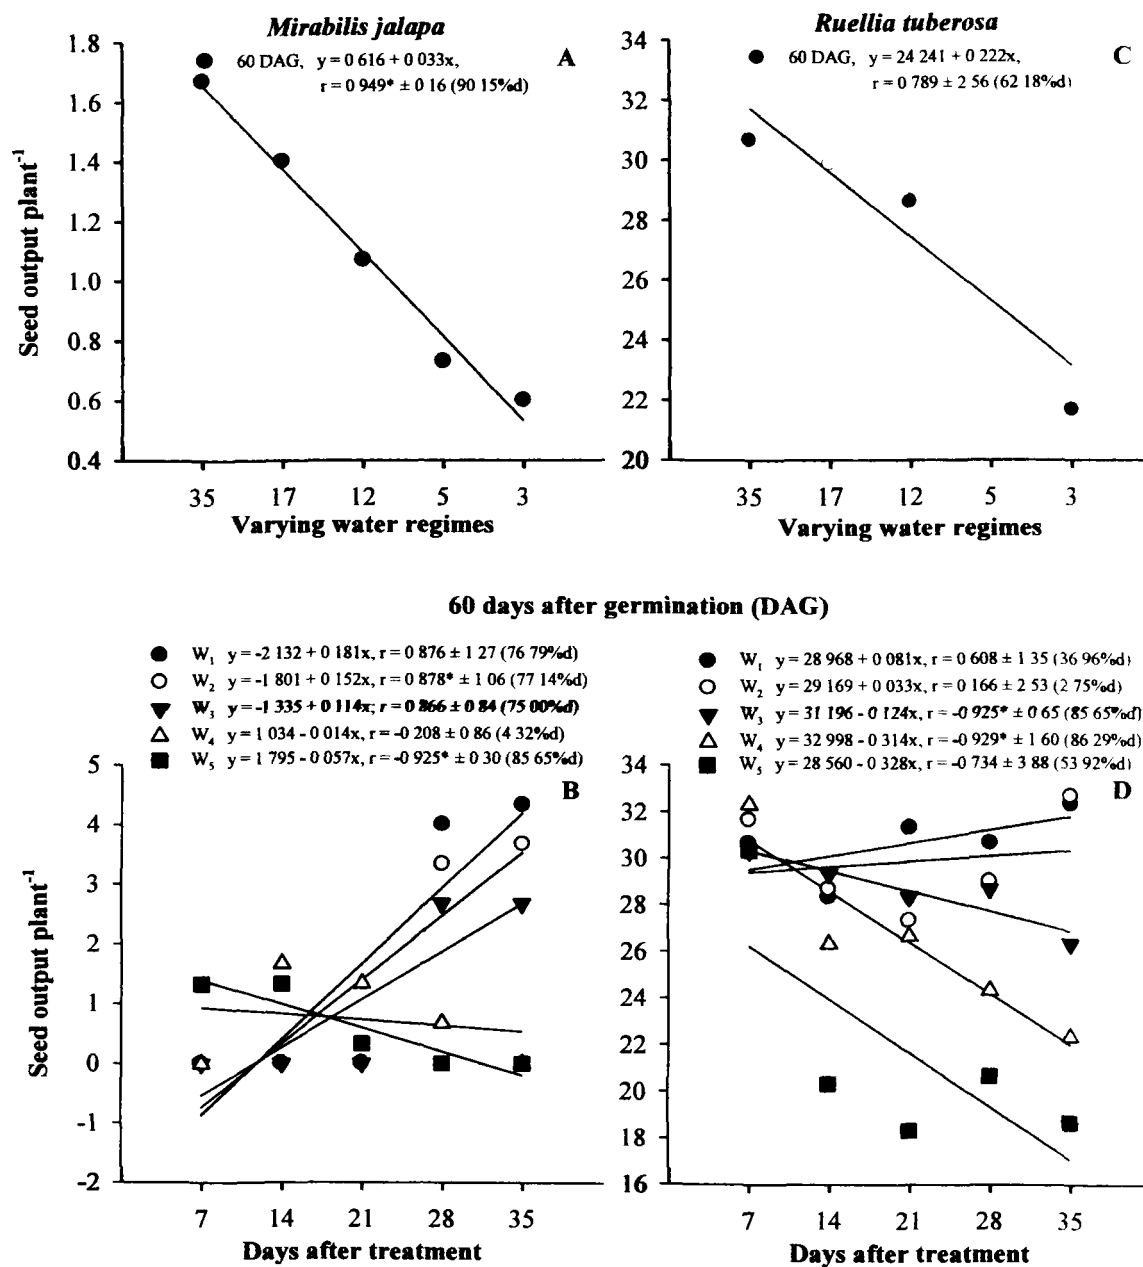 Mirabilis jalapa
60 DAG, y = 0 616 + 0 033x,
r = 0 949* ± 0 16 (90 15%d)
A
1.8
1.6
1.4
1.2
1.0
0.8
0.6
0.4
Seed output plant⁻¹
35 17 12 5 3
Varying water regimes
Ruellia tuberosa
60 DAG, y = 24 241 + 0 222x,
r = 0 789 ± 2 56 (62 18%d)
C
34
32
30
28
26
24
22
20
35 17 12 5 3
Varying water regimes
60 days after germination (DAG)
W₁ y = -2 132 + 0 181x, r = 0 876 ± 1 27 (76 79%d)
W₂ y = -1 801 + 0 152x, r = 0 878* ± 1 06 (77 14%d)
W₃ y = -1 335 + 0 114x; r = 0 866 ± 0 84 (75 00%d)
W₄ y = 1 034 - 0 014x, r = -0 208 ± 0 86 (4 32%d)
W₅ y = 1 795 - 0 057x, r = -0 925* ± 0 30 (85 65%d)
B
5
4
3
2
1
0
-1
-2
Seed output plant⁻¹
7 14 21 28 35
Days after treatment
W₁ y = 28 968 + 0 081x, r = 0 608 ± 1 35 (36 96%d)
W₂ y = 29 169 + 0 033x, r = 0 166 ± 2 53 (2 75%d)
W₃ y = 31 196 - 0 124x, r = -0 925* ± 0 65 (85 65%d)
W₄ y = 32 998 - 0 314x, r = -0 929* ± 1 60 (86 29%d)
W₅ y = 28 560 - 0 328x, r = -0 734 ± 3 88 (53 92%d)
D
34
32
30
28
26
24
22
20
18
16
7 14 21 28 35
Days after treatment